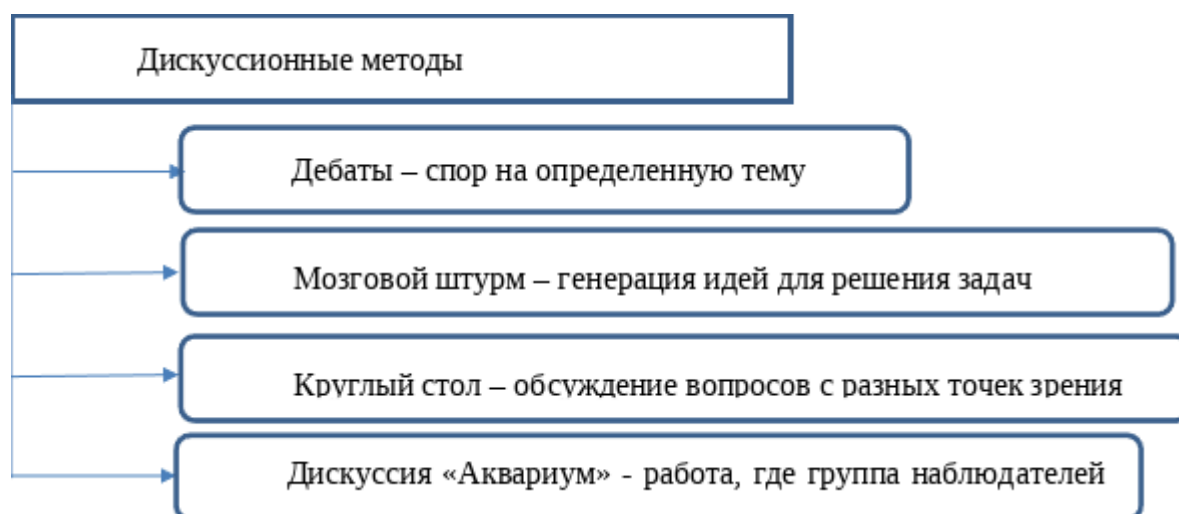 Дискуссионные методы
Дебаты – спор на определенную тему
Мозговой штурм – генерация идей для решения задач
Круглый стол – обсуждение вопросов с разных точек зрения
Дискуссия «Аквариум» - работа, где группа наблюдателей